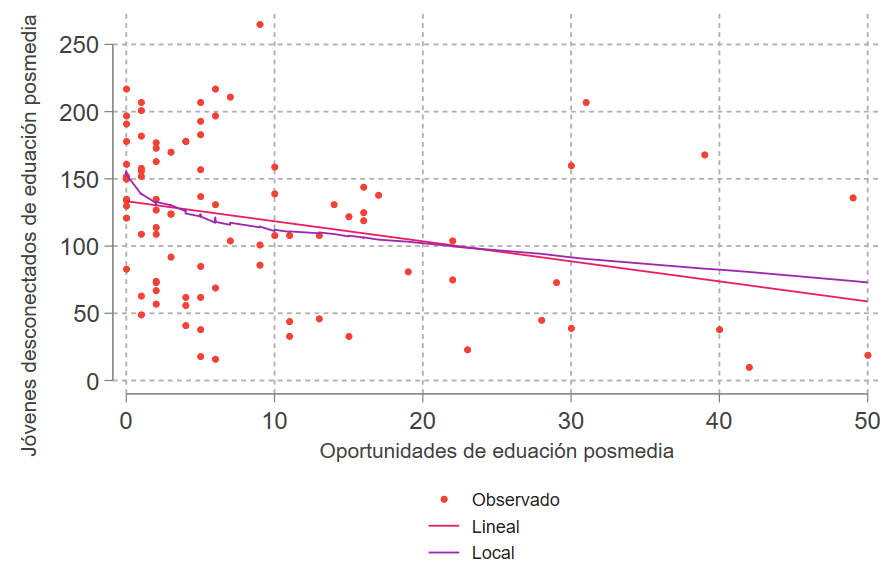 Jóvenes desconectados de eduación posmedia
250
200
150
100
50
0
0 10 20 30 40 50
Oportunidades de eduación posmedia
Observado
Lineal
Local